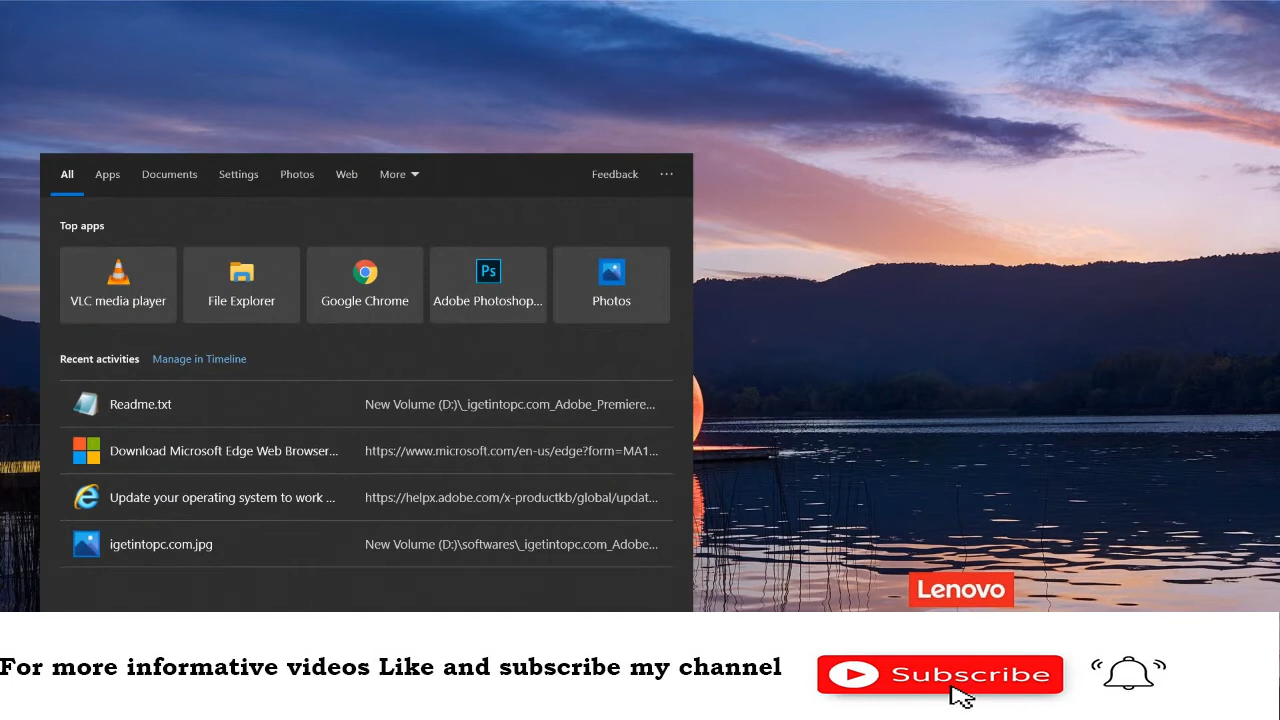 All Apps Documents Settings Photos Web More Feedback ...
Top apps
VLC media player File Explorer Google Chrome Adobe Photoshop... Photos
Ps
Recent activities Manage in Timeline
Readme.txt New Volume (D:)\_igetintopc.com_Adobe_Premiere...
Download Microsoft Edge Web Browser... https://www.microsoft.com/en-us/edge?form=MA1...
Update your operating system to work ... https://helpx.adobe.com/x-productkb/global/updat...
igetintopc.com.jpg New Volume (D:)\softwares\_igetintopc.com_Adobe...
Lenovo
For more informative videos Like and subscribe my channel
Subscribe